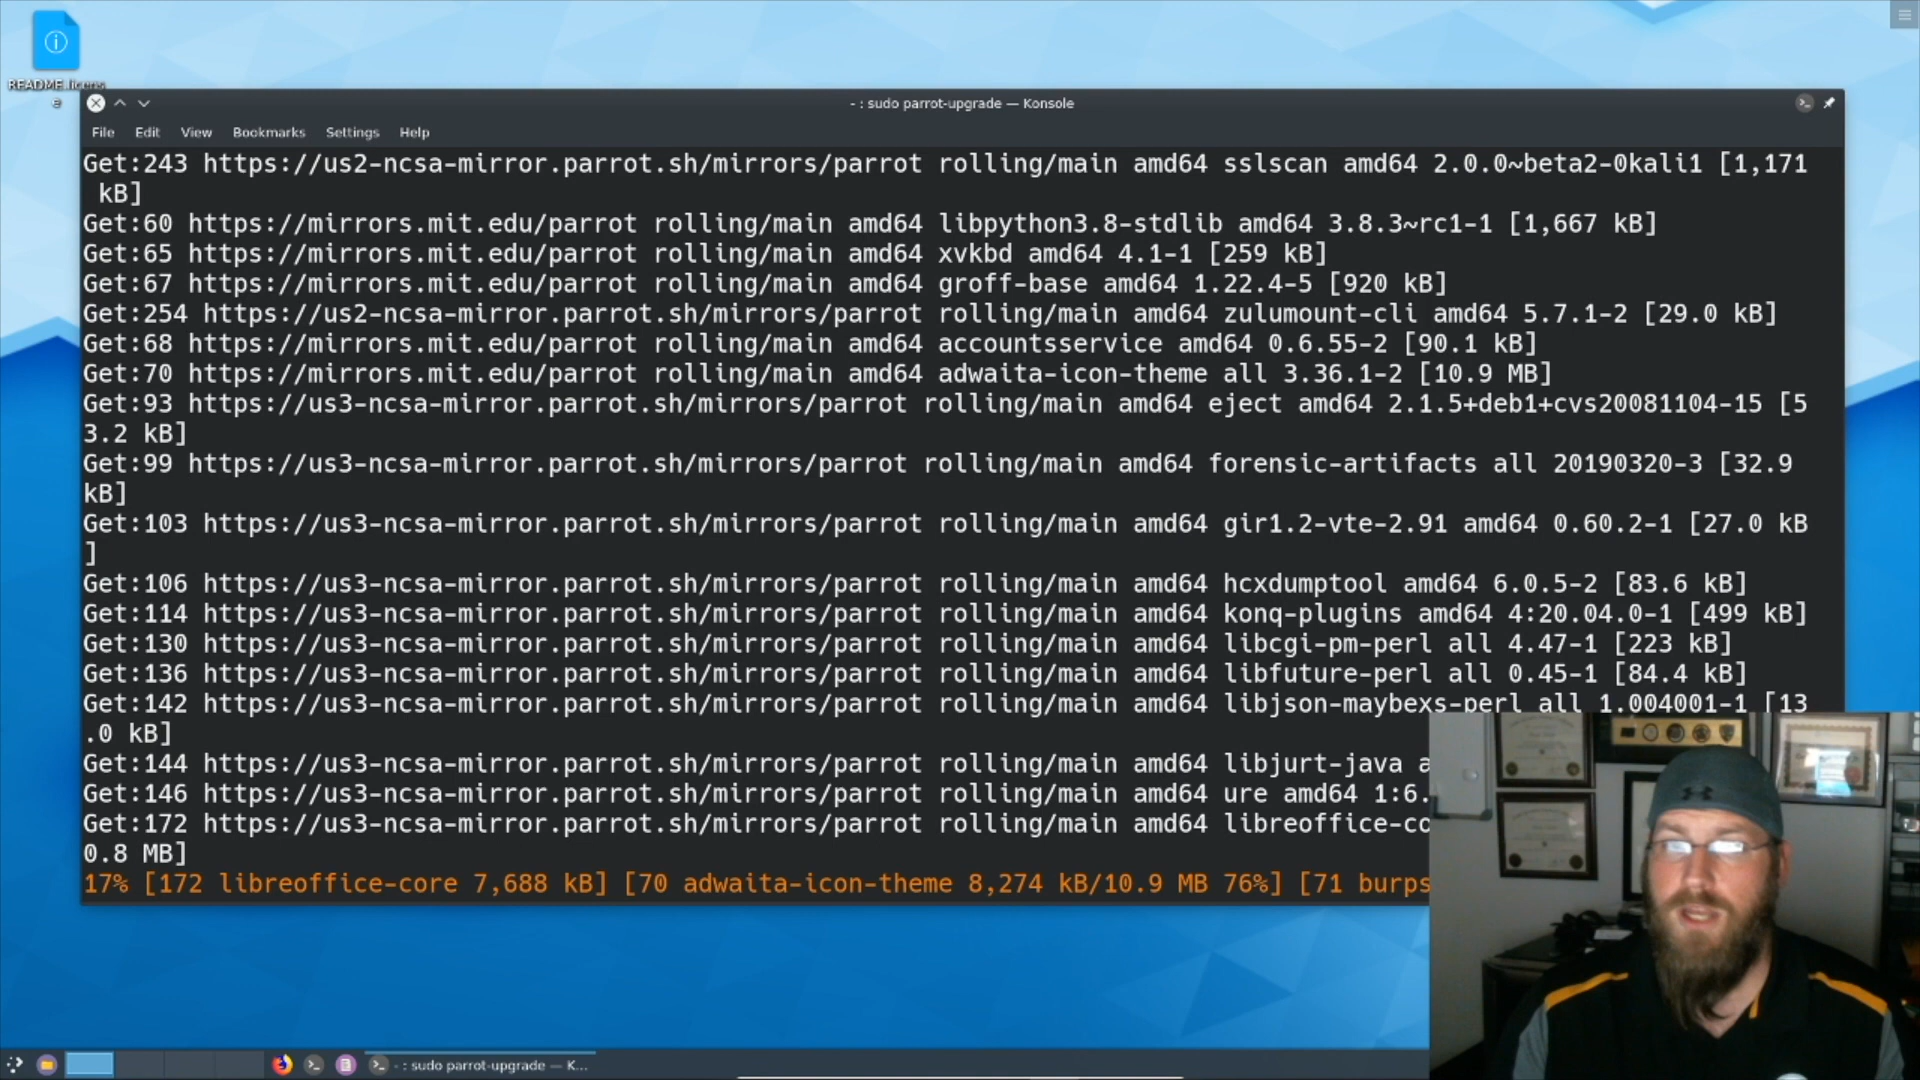 README.licens
e
- : sudo parrot-upgrade — Konsole
File Edit View Bookmarks Settings Help
Get:243 https://us2-ncsa-mirror.parrot.sh/mirrors/parrot rolling/main amd64 sslscan amd64 2.0.0~beta2-0kali1 [1,171
kB]
Get:60 https://mirrors.mit.edu/parrot rolling/main amd64 libpython3.8-stdlib amd64 3.8.3~rc1-1 [1,667 kB]
Get:65 https://mirrors.mit.edu/parrot rolling/main amd64 xvkbd amd64 4.1-1 [259 kB]
Get:67 https://mirrors.mit.edu/parrot rolling/main amd64 groff-base amd64 1.22.4-5 [920 kB]
Get:254 https://us2-ncsa-mirror.parrot.sh/mirrors/parrot rolling/main amd64 zulumount-cli amd64 5.7.1-2 [29.0 kB]
Get:68 https://mirrors.mit.edu/parrot rolling/main amd64 accountsservice amd64 0.6.55-2 [90.1 kB]
Get:70 https://mirrors.mit.edu/parrot rolling/main amd64 adwaita-icon-theme all 3.36.1-2 [10.9 MB]
Get:93 https://us3-ncsa-mirror.parrot.sh/mirrors/parrot rolling/main amd64 eject amd64 2.1.5+deb1+cvs20081104-15 [5
3.2 kB]
Get:99 https://us3-ncsa-mirror.parrot.sh/mirrors/parrot rolling/main amd64 forensic-artifacts all 20190320-3 [32.9
kB]
Get:103 https://us3-ncsa-mirror.parrot.sh/mirrors/parrot rolling/main amd64 gir1.2-vte-2.91 amd64 0.60.2-1 [27.0 kB
]
Get:106 https://us3-ncsa-mirror.parrot.sh/mirrors/parrot rolling/main amd64 hcxdumptool amd64 6.0.5-2 [83.6 kB]
Get:114 https://us3-ncsa-mirror.parrot.sh/mirrors/parrot rolling/main amd64 konq-plugins amd64 4:20.04.0-1 [499 kB]
Get:130 https://us3-ncsa-mirror.parrot.sh/mirrors/parrot rolling/main amd64 libcgi-pm-perl all 4.47-1 [223 kB]
Get:136 https://us3-ncsa-mirror.parrot.sh/mirrors/parrot rolling/main amd64 libfuture-perl all 0.45-1 [84.4 kB]
Get:142 https://us3-ncsa-mirror.parrot.sh/mirrors/parrot rolling/main amd64 libjson-maybexs-perl all 1.004001-1 [13
.0 kB]
Get:144 https://us3-ncsa-mirror.parrot.sh/mirrors/parrot rolling/main amd64 libjurt-java a
Get:146 https://us3-ncsa-mirror.parrot.sh/mirrors/parrot rolling/main amd64 ure amd64 1:6.
Get:172 https://us3-ncsa-mirror.parrot.sh/mirrors/parrot rolling/main amd64 libreoffice-co
0.8 MB]
17% [172 libreoffice-core 7,688 kB] [70 adwaita-icon-theme 8,274 kB/10.9 MB 76%] [71 burps
- : sudo parrot-upgrade — K...